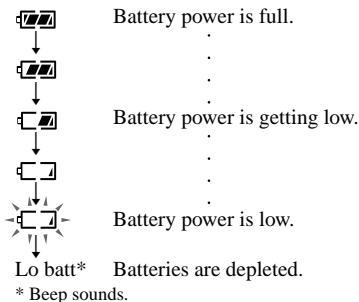 Battery power is full.
Battery power is getting low.
Battery power is low.
Lo batt* Batteries are depleted.
* Beep sounds.